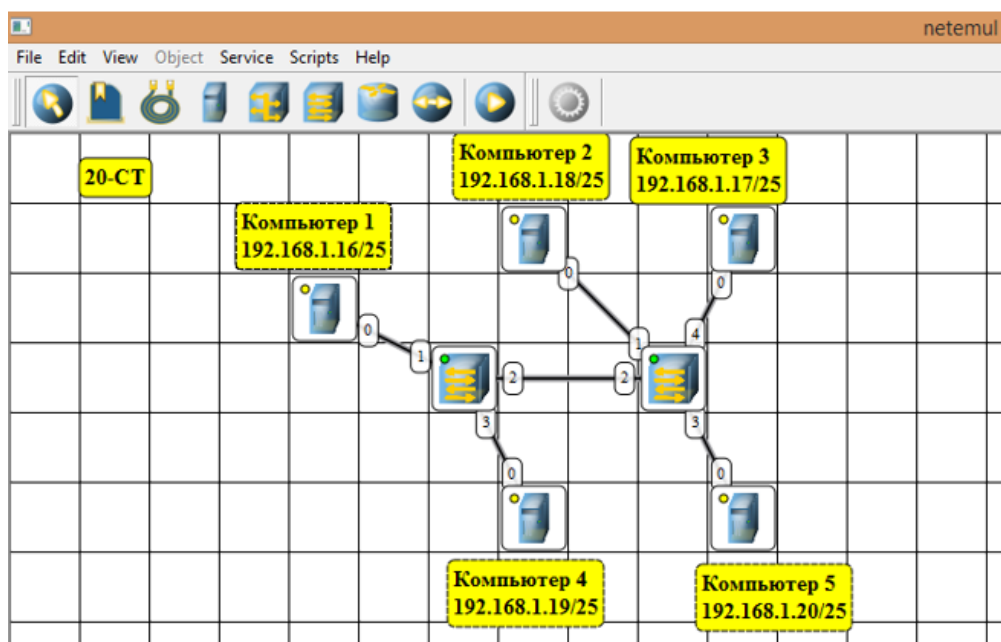 netemul
File Edit View Object Service Scripts Help
20-CT
Компьютер 2
192.168.1.18/25
Компьютер 3
192.168.1.17/25
Компьютер 1
192.168.1.16/25
0
0
0
1
1
4
2
2
3
3
0
0
Компьютер 4
192.168.1.19/25
Компьютер 5
192.168.1.20/25